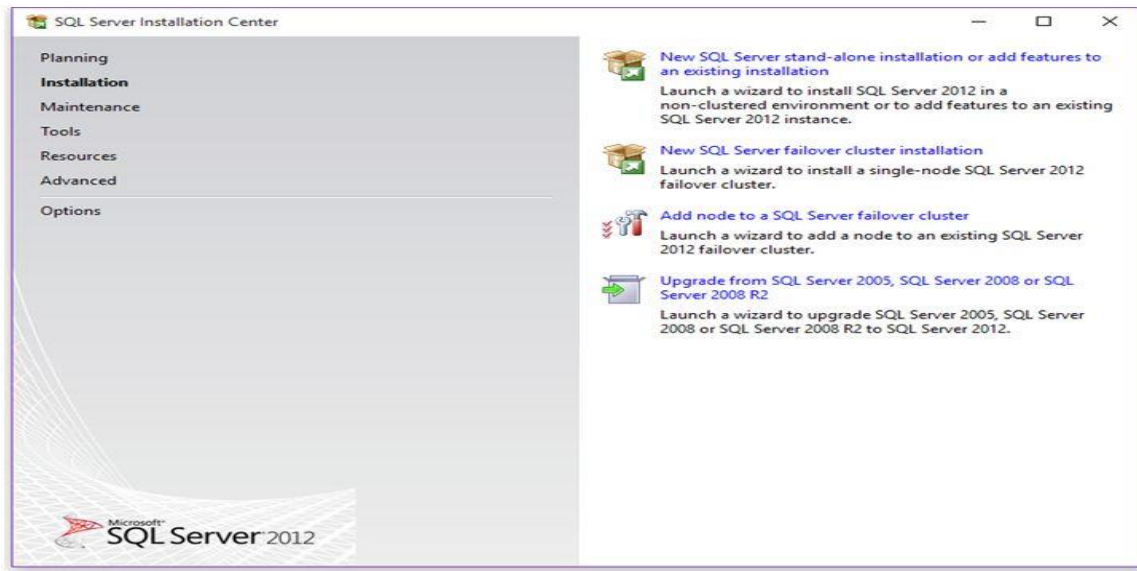 SQL Server Installation Center
Planning
Installation
Maintenance
Tools
Resources
Advanced
Options
New SQL Server stand-alone installation or add features to
an existing installation
Launch a wizard to install SQL Server 2012 in a
non-clustered environment or to add features to an existing
SQL Server 2012 instance.
New SQL Server failover cluster installation
Launch a wizard to install a single-node SQL Server 2012
failover cluster.
Add node to a SQL Server failover cluster
Launch a wizard to add a node to an existing SQL Server
2012 failover cluster.
Upgrade from SQL Server 2005, SQL Server 2008 or SQL
Server 2008 R2
Launch a wizard to upgrade SQL Server 2005, SQL Server
2008 or SQL Server 2008 R2 to SQL Server 2012.
Microsoft
SQL Server 2012